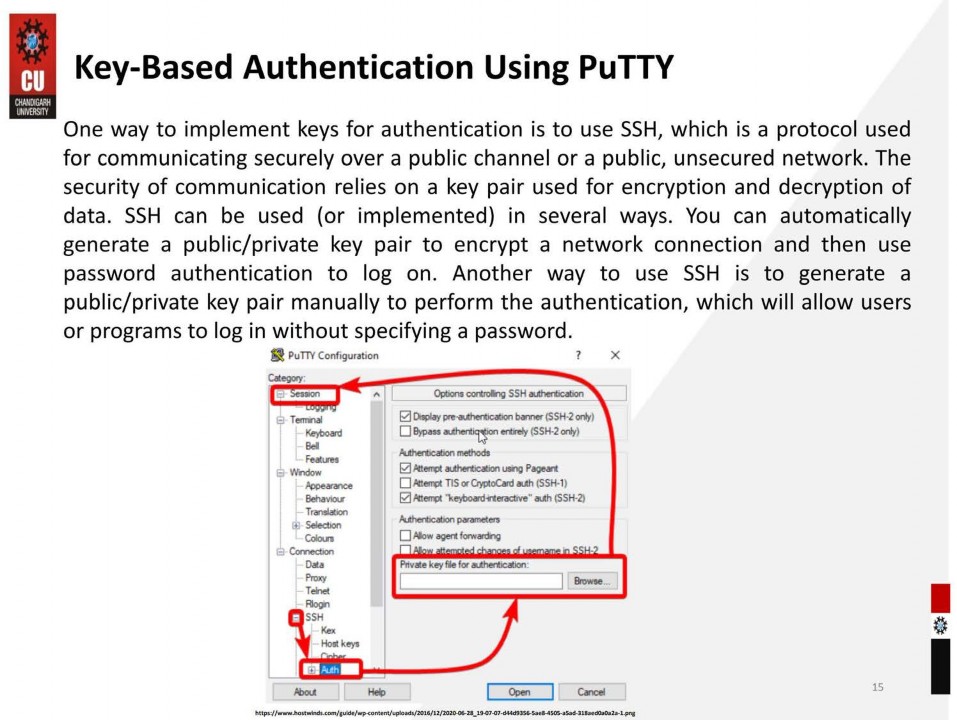 CU
CHANDIGARH
UNIVERSITY
Key-Based Authentication Using PuTTY
One way to implement keys for authentication is to use SSH, which is a protocol used
for communicating securely over a public channel or a public, unsecured network. The
security of communication relies on a key pair used for encryption and decryption of
data. SSH can be used (or implemented) in several ways. You can automatically
generate a public/private key pair to encrypt a network connection and then use
password authentication to log on. Another way to use SSH is to generate a
public/private key pair manually to perform the authentication, which will allow users
or programs to log in without specifying a password.
PuTTY Configuration
?
X
Category:
Session
Logging
Terminal
Keyboard
Bell
Features
Window
Appearance
Behaviour
Translation
Selection
Colours
Connection
Data
Proxy
Telnet
Rlogin
SSH
Kex
Host keys
Cipher
Auth
Options controlling SSH authentication
Display pre-authentication banner (SSH-2 only)
Bypass authentication entirely (SSH-2 only)
Authentication methods
Attempt authentication using Pageant
Attempt TIS or CryptoCard auth (SSH-1)
Attempt "keyboard-interactive" auth (SSH-2)
Authentication parameters
Allow agent forwarding
Allow attempted changes of username in SSH-2
Private key file for authentication:
Browse...
About
Help
Open
Cancel
15
https://www.hostwinds.com/guide/wp-content/uploads/2016/12/2020-06-28_19-07-07-d44d9356-5ae8-4505-a5ad-318aed0a0a2a-1.png